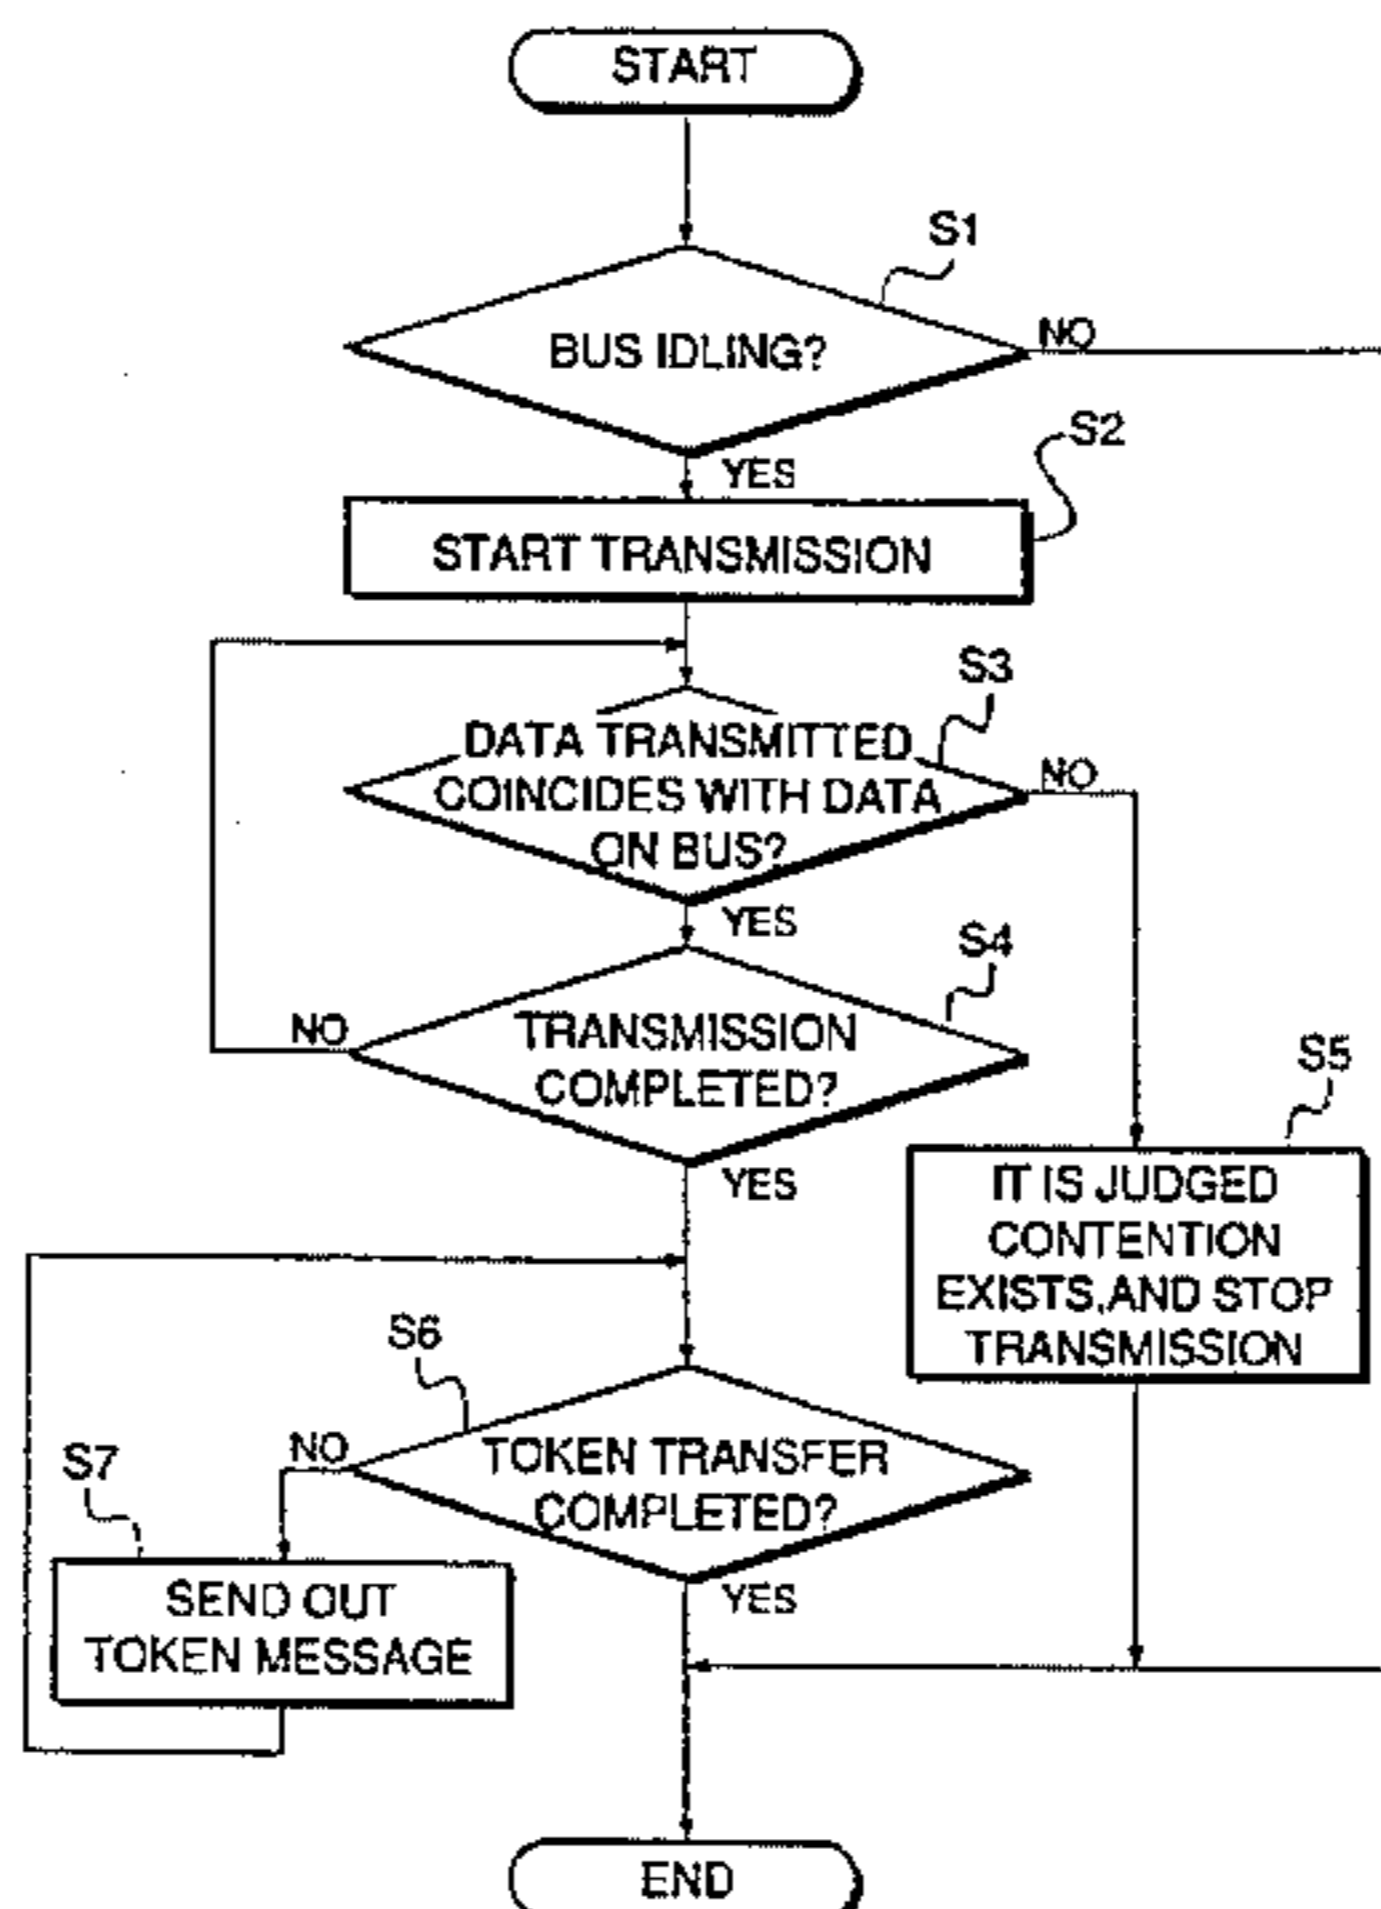 START
S1
BUS IDLING?
NO
S2
YES
START TRANSMISSION
S3
DATA TRANSMITTED
COINCIDES WITH DATA
ON BUS?
NO
YES
S4
NO
TRANSMISSION
COMPLETED?
YES
S5
IT IS JUDGED
CONTENTION
EXISTS,AND STOP
TRANSMISSION
S6
NO
TOKEN TRANSFER
COMPLETED?
YES
S7
SEND OUT
TOKEN MESSAGE
END